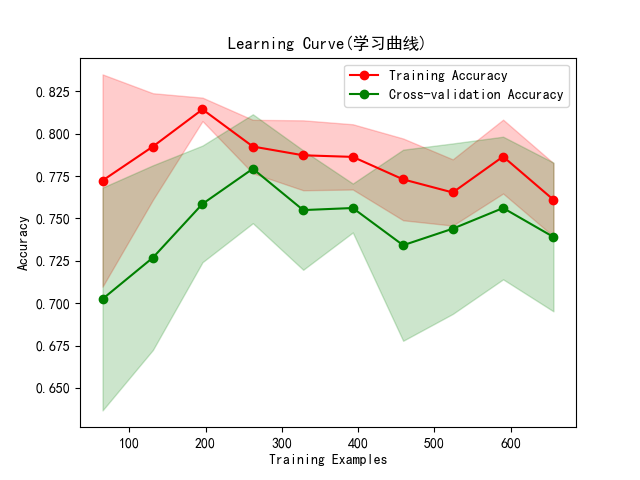 Learning Curve(学习曲线)
Training Accuracy
Cross-validation Accuracy
0.825
0.800
0.775
0.750
0.725
0.700
0.675
0.650
Accuracy
100 200 300 400 500 600
Training Examples